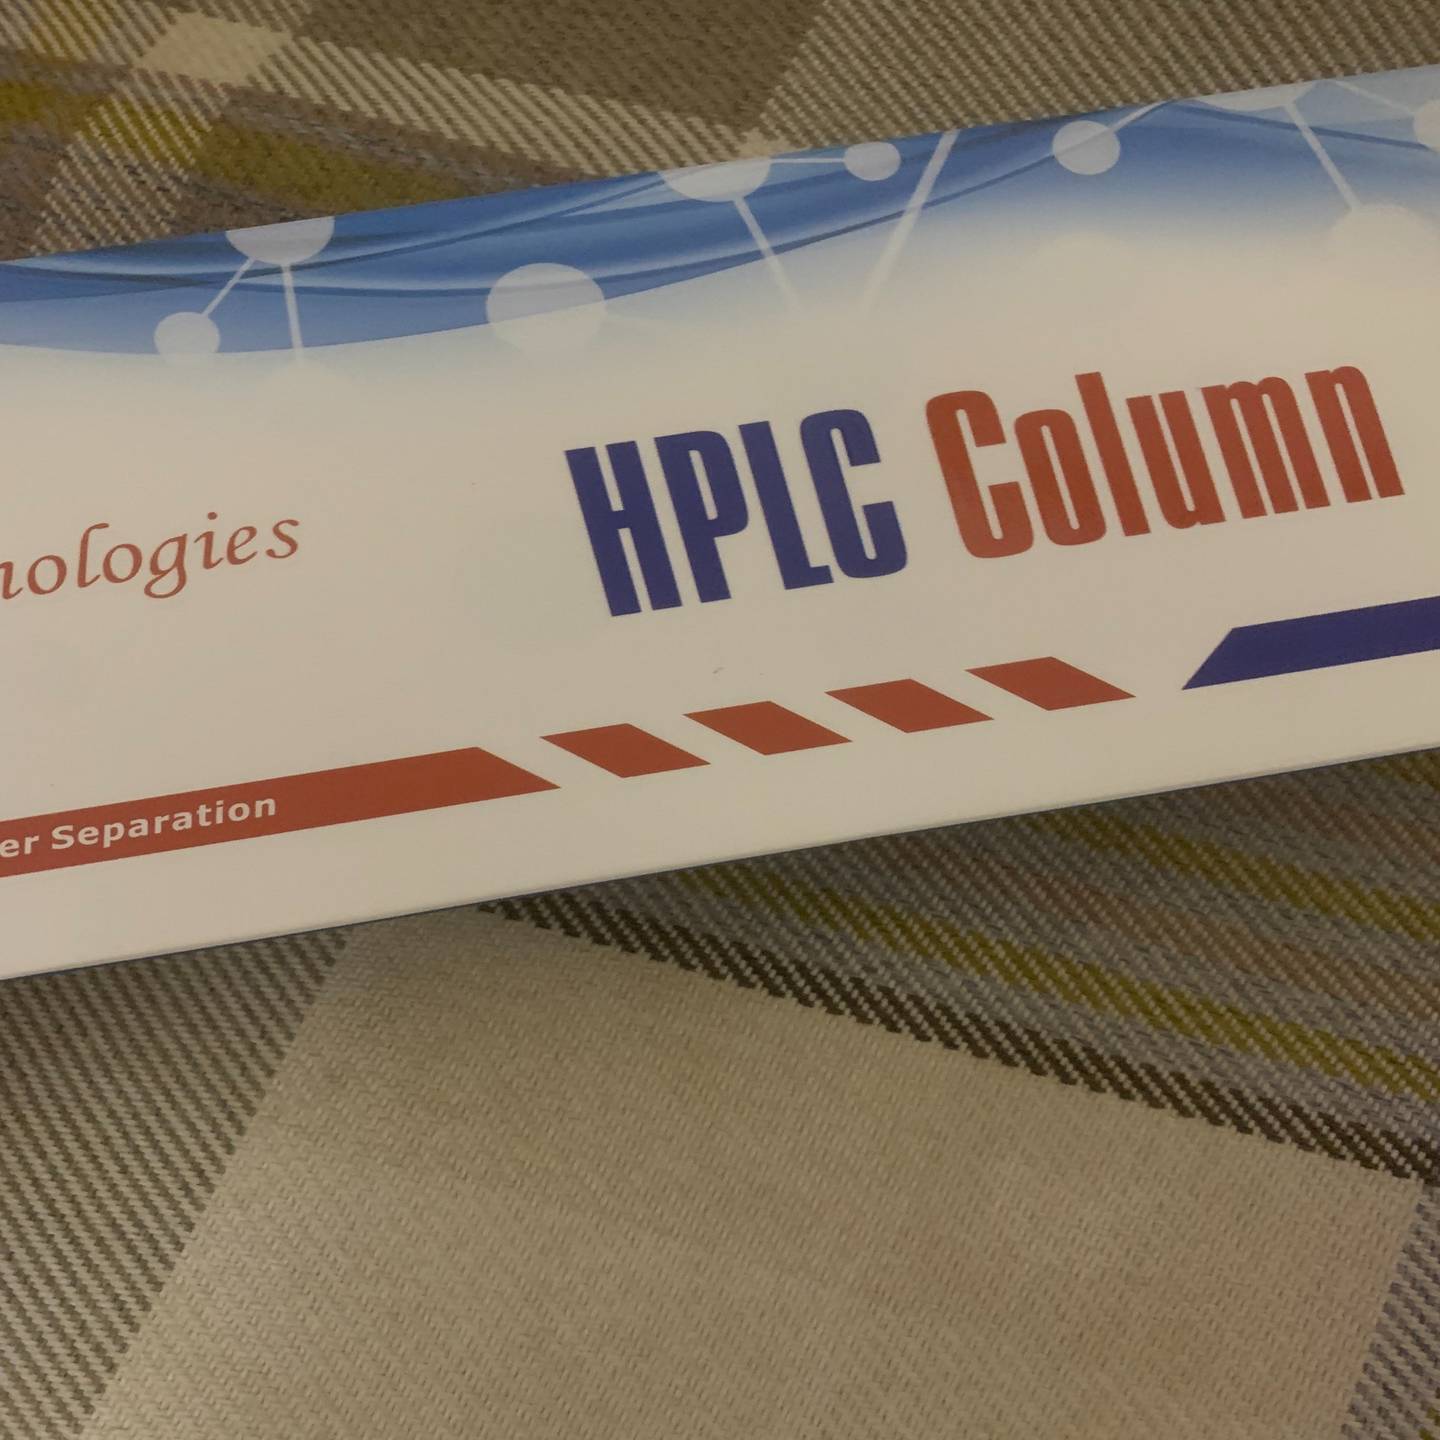 HPLC Column
nologies
er Separation